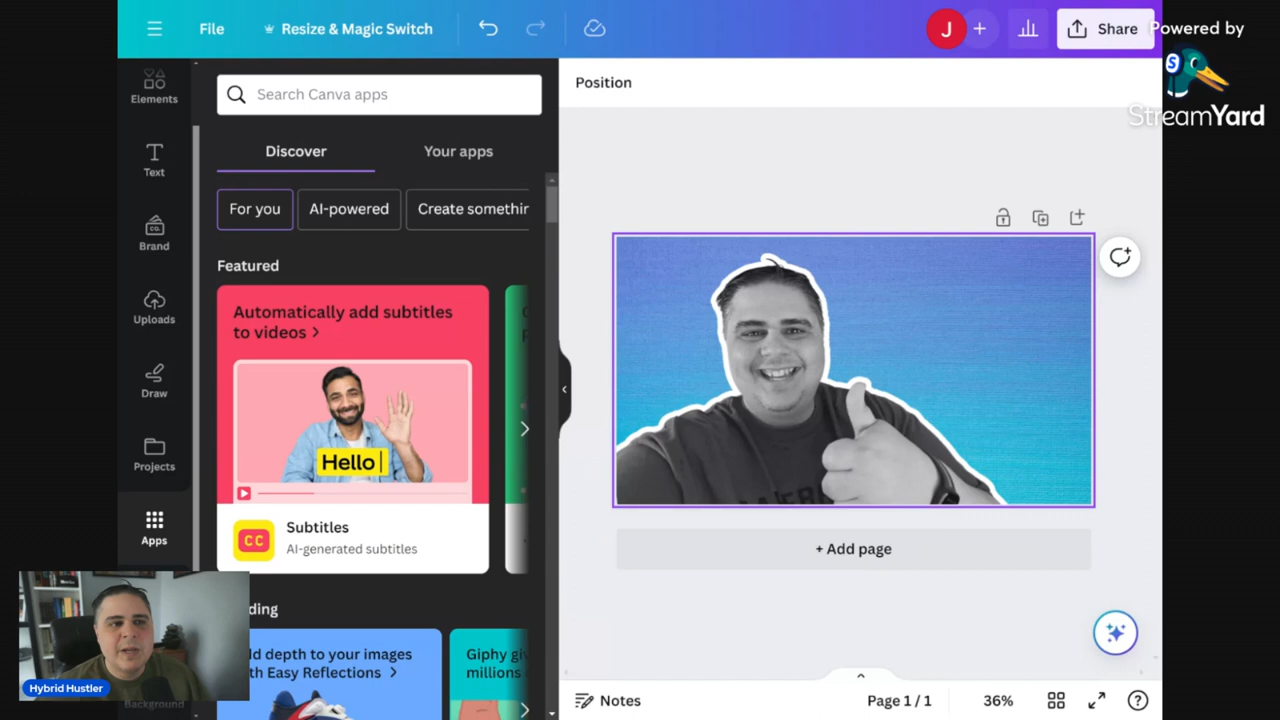 File
Resize & Magic Switch
J
+
Share
Powered by
StreamYard
Elements
Text
Brand
CO.
Uploads
Draw
Projects
Apps
Background
Search Canva apps
Discover
Your apps
For you
AI-powered
Create somethin
Featured
Automatically add subtitles
to videos >
Hello
CC
Subtitles
AI-generated subtitles
ding
d depth to your images
th Easy Reflections >
Giphy gi
millions
Position
+ Add page
Notes
Page 1 / 1
36%
Hybrid Hustler